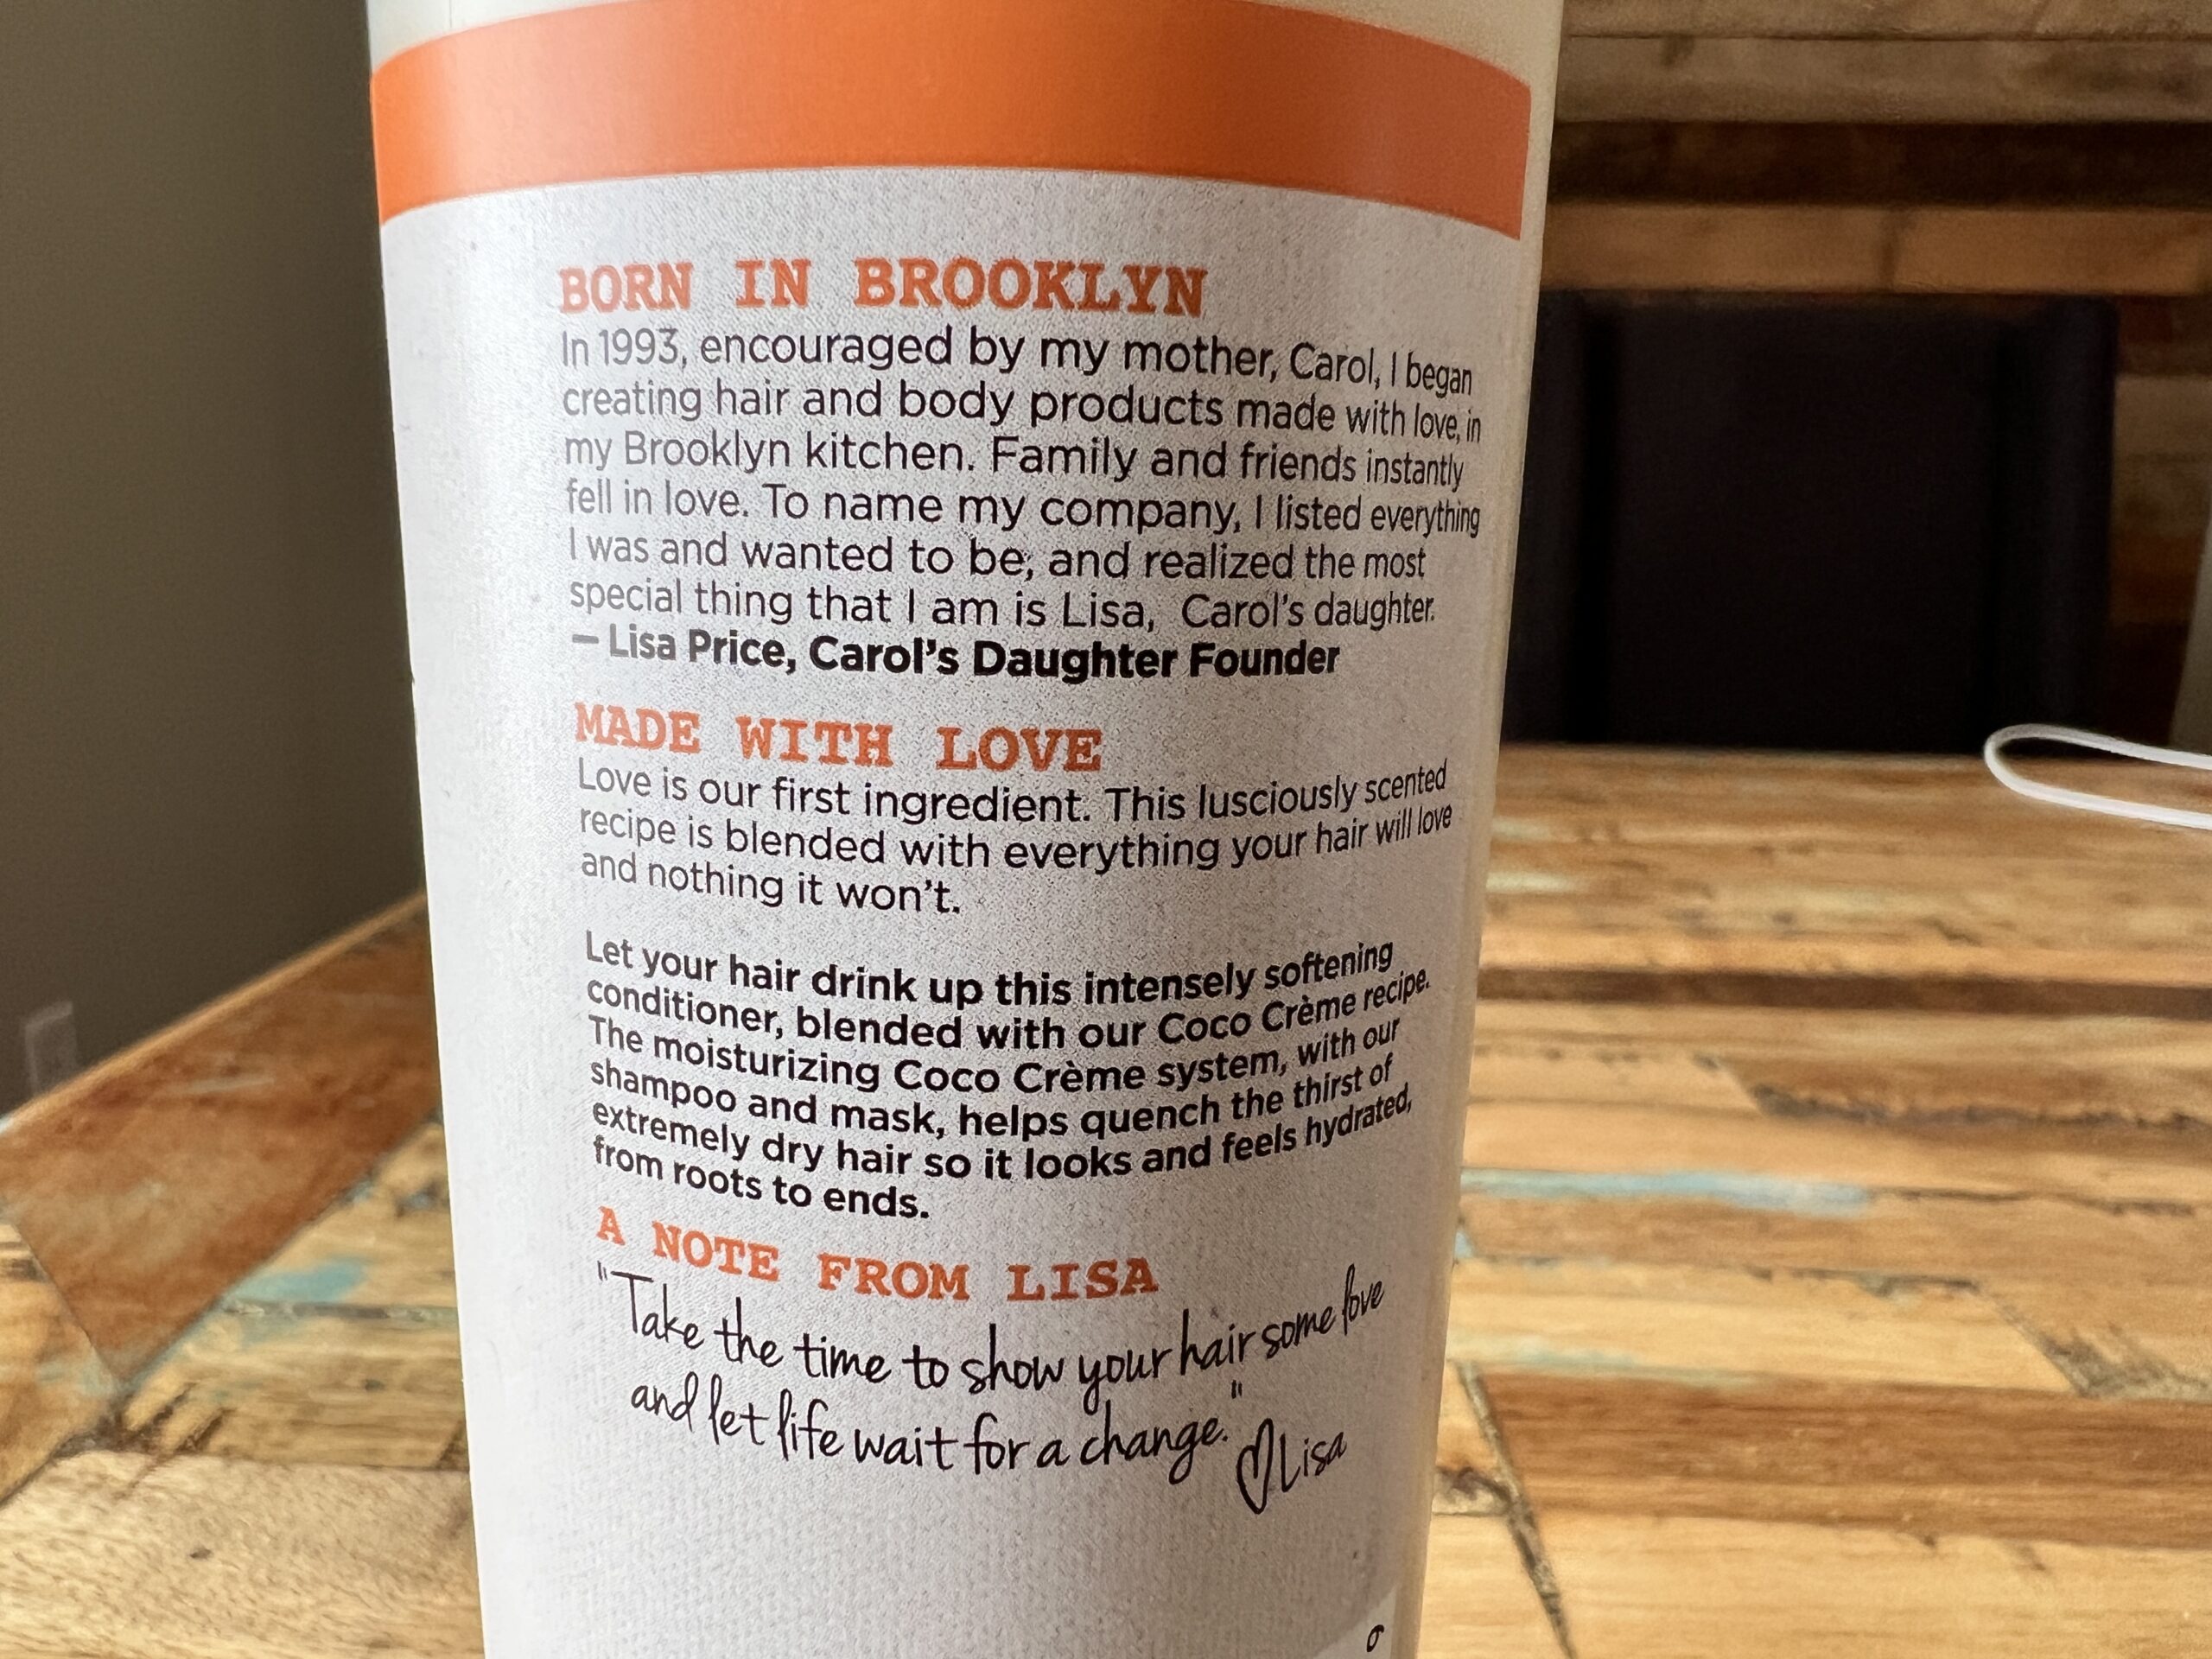 BORN IN BROOKLYN
In 1993, encouraged by my mother, Carol, I began
creating hair and body products made with love, in
my Brooklyn kitchen. Family and friends instantly
fell in love. To name my company, I listed everything
I was and wanted to be, and realized the most
special thing that I am is Lisa, Carol's daughter.
— Lisa Price, Carol's Daughter Founder
MADE WITH LOVE
Love is our first ingredient. This lusciously scented
recipe is blended with everything your hair will love
and nothing it won't.
Let your hair drink up this intensely softening
conditioner, blended with our Coco Crème recipe.
The moisturizing Coco Crème system, with our
shampoo and mask, helps quench the thirst of
extremely dry hair so it looks and feels hydrated,
from roots to ends.
A NOTE FROM LISA
"Take the time to show your hair some love
and let life wait for a change."
♡Lisa